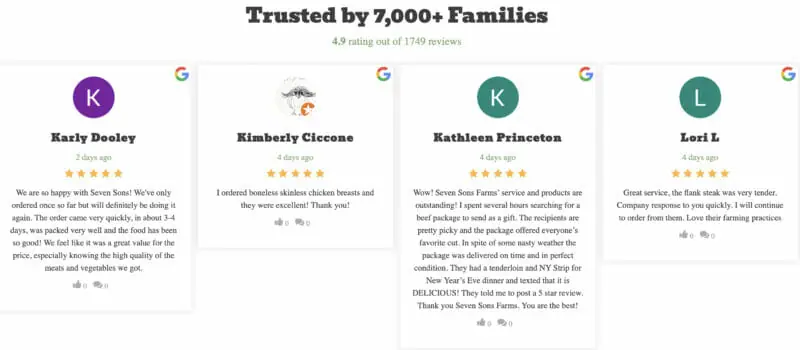 Trusted by 7,000+ Families
4.9 rating out of 1749 reviews
K
Karly Dooley
2 days ago
We are so happy with Seven Sons! We've only
ordered once so far but will definitely be doing it
again. The order came very quickly, in about 3-4
days, was packed very well and the food has been
so good! We feel like it was a great value for the
price, especially knowing the high quality of the
meats and vegetables we got.
0 0
Kimberly Ciccone
4 days ago
I ordered boneless skinless chicken breasts and
they were excellent! Thank you!
0 0
K
Kathleen Princeton
4 days ago
Wow! Seven Sons Farms' service and products are
outstanding! I spent several hours searching for a
beef package to send as a gift. The recipients are
pretty picky and the package offered everyone's
favorite cut. In spite of some nasty weather the
package was delivered on time and in perfect
condition. They had a tenderloin and NY Strip for
New Year's Eve dinner and texted that it is
DELICIOUS! They told me to post a 5 star review.
Thank you Seven Sons Farms. You are the best!
0 0
L
Lori L
4 days ago
Great service, the flank steak was very tender.
Company response to you quickly. I will continue
to order from them. Love their farming practices
0 0